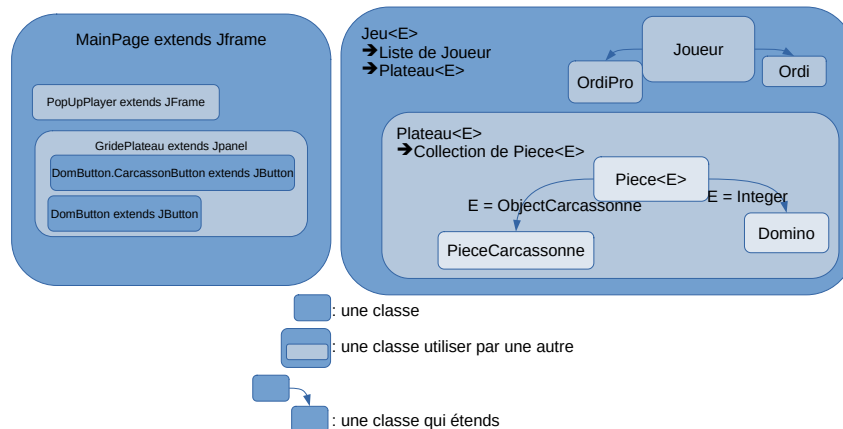 MainPage extends Jframe
PopUpPlayer extends JFrame
GridePlateau extends Jpanel
DomButton.CarcassonButton extends JButton
DomButton extends JButton
Jeu<E>
➔Liste de Joueur
➔Plateau<E>
Joueur
OrdiPro
Ordi
Plateau<E>
➔Collection de Piece<E>
Piece<E>
E = ObjectCarcassonne
E = Integer
PieceCarcassonne
Domino
: une classe
: une classe utiliser par une autre
: une classe qui étends